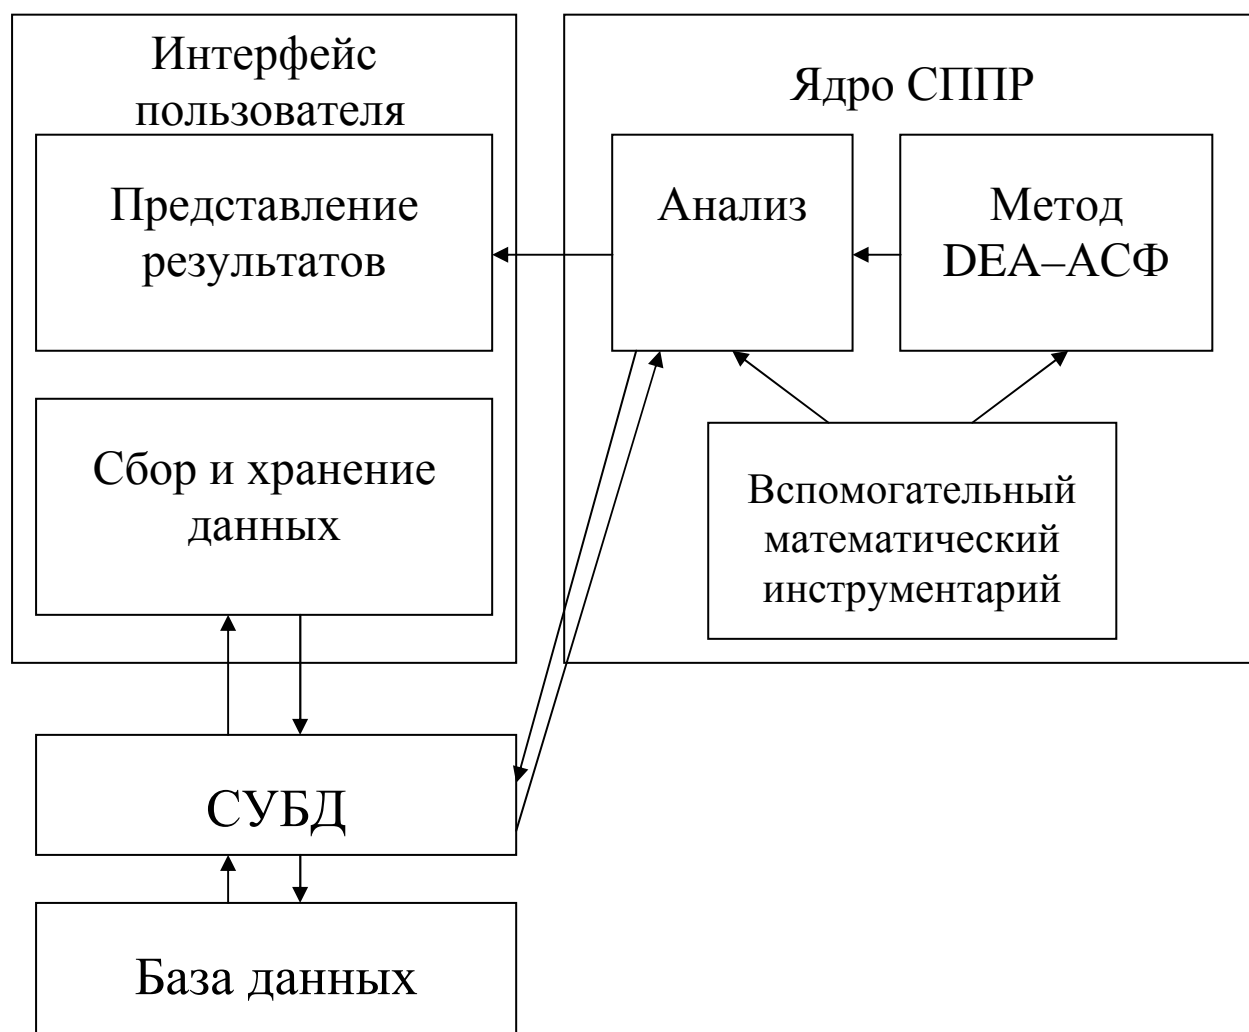 Интерфейс
пользователя
Представление
результатов
Сбор и хранение
данных
Ядро СППР
Анализ
Метод
DEA–АСФ
Вспомогательный
математический
инструментарий
СУБД
База данных